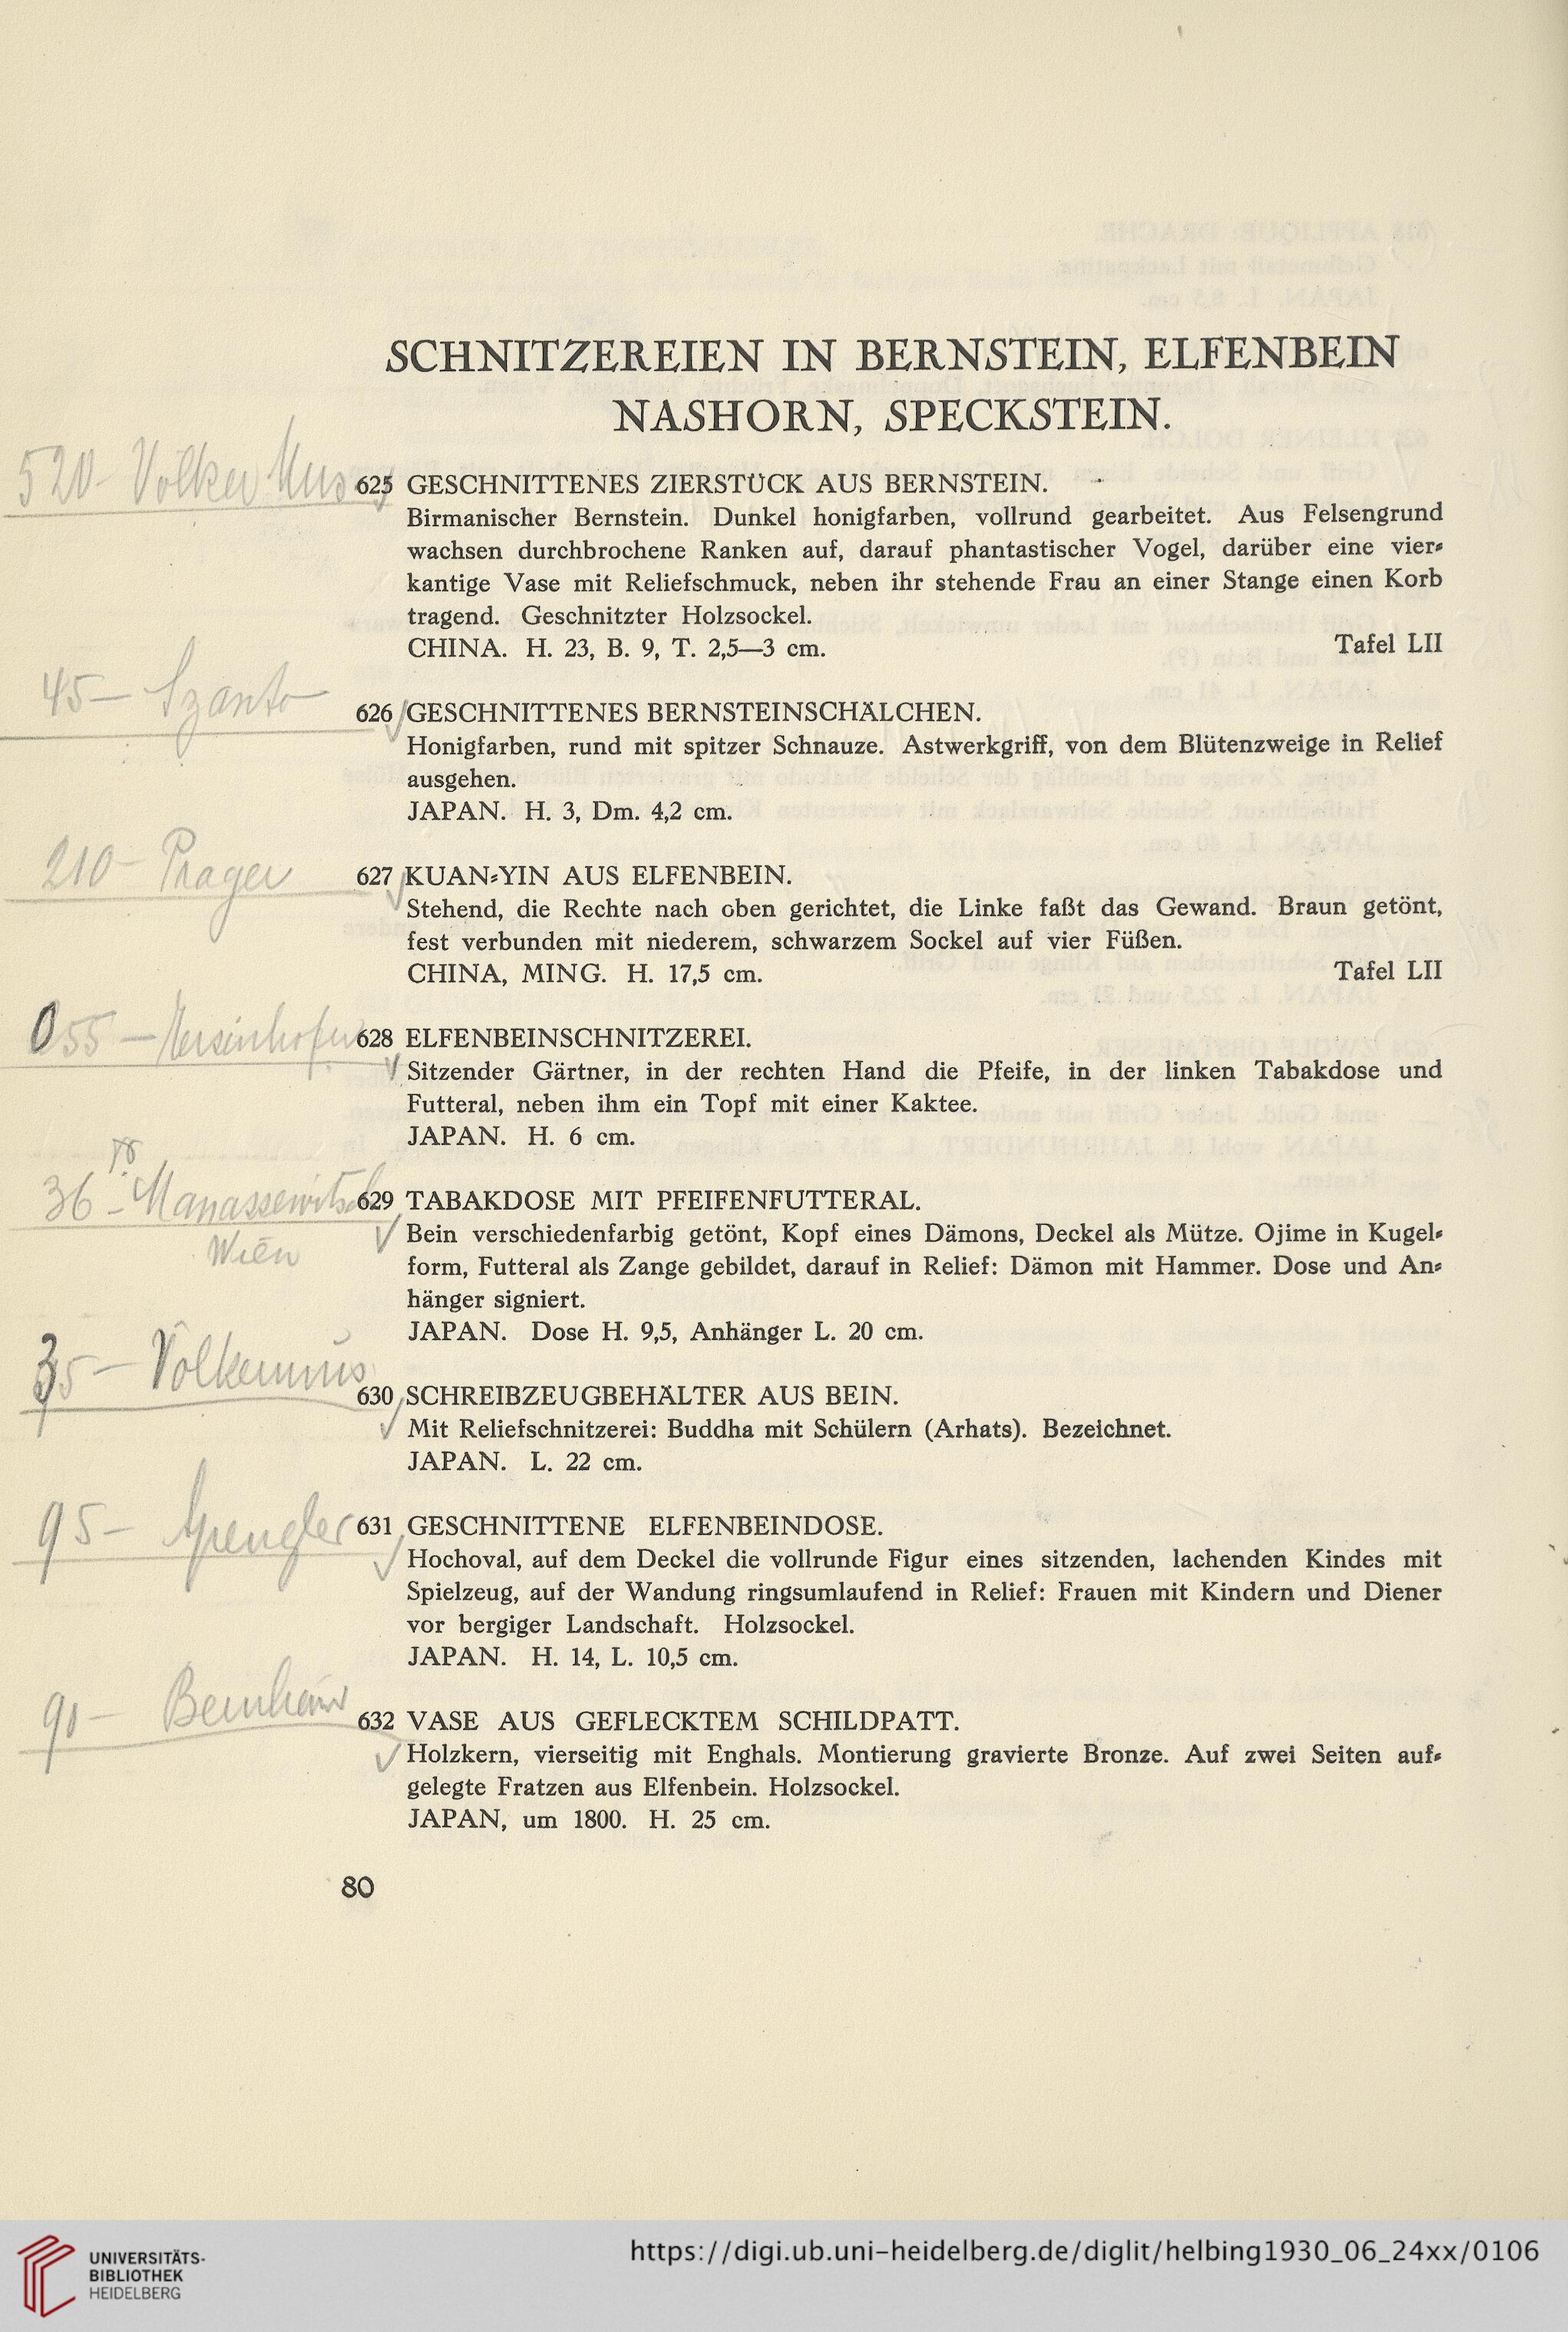 SCHNITZEREIEN IN BERNSTEIN, ELFENBEIN
NASHORN, SPECKSTEIN.
520- Völker Mus
625 GESCHNITTENES ZIERSTÜCK AUS BERNSTEIN.
Birmanischer Bernstein. Dunkel honigfarben, vollrund gearbeitet. Aus Felsengrund
wachsen durchbrochene Ranken auf, darauf phantastischer Vogel, darüber eine vier-
kantige Vase mit Reliefschmuck, neben ihr stehende Frau an einer Stange einen Korb
tragend. Geschnitzter Holzsockel.
CHINA. H. 23, B. 9, T. 2,5—3 cm. Tafel LII
45- Szanto
626 GESCHNITTENES BERNSTEINSCHÄLCHEN.
Honigfarben, rund mit spitzer Schnauze. Astwerkgriff, von dem Blütenzweige in Relief
ausgehen.
JAPAN. H. 3, Dm. 4,2 cm.
210- Prager
627 KUAN-YIN AUS ELFENBEIN.
Stehend, die Rechte nach oben gerichtet, die Linke faßt das Gewand. Braun getönt,
fest verbunden mit niederem, schwarzem Sockel auf vier Füßen.
CHINA, MING. H. 17,5 cm. Tafel LII
55 -
628 ELFENBEINSCHNITZEREI.
Sitzender Gärtner, in der rechten Hand die Pfeife, in der linken Tabakdose und
Futteral, neben ihm ein Topf mit einer Kaktee.
JAPAN. H. 6 cm.
36 - Manassewitsch
Wien
629 TABAKDOSE MIT PFEIFENFUTTERAL.
Bein verschiedenfarbig getönt, Kopf eines Dämons, Deckel als Mütze. Ojime in Kugel-
form, Futteral als Zange gebildet, darauf in Relief: Dämon mit Hammer. Dose und An-
hänger signiert.
JAPAN. Dose H. 9,5, Anhänger L. 20 cm.
35- Völkermus
630 SCHREIBZEUGBEHÄLTER AUS BEIN.
Mit Reliefschnitzerei: Buddha mit Schülern (Arhats). Bezeichnet.
JAPAN. L. 22 cm.
95- Spengler
631 GESCHNITTENE ELFENBEINDOSE.
Hochoval, auf dem Deckel die vollrunde Figur eines sitzenden, lachenden Kindes mit
Spielzeug, auf der Wandung ringsumlaufend in Relief: Frauen mit Kindern und Diener
vor bergiger Landschaft. Holzsockel.
JAPAN. H. 14, L. 10,5 cm.
90-
632 VASE AUS GEFLECKTEM SCHILDPATT.
Holzkern, vierseitig mit Enghals. Montierung gravierte Bronze. Auf zwei Seiten auf-
gelegte Fratzen aus Elfenbein. Holzsockel.
JAPAN, um 1800. H. 25 cm.
80
UNIVERSITÄTS-
BIBLIOTHEK
HEIDELBERG
https://digi.ub.uni-heidelberg.de/diglit/helbing1930_06_24xx/0106